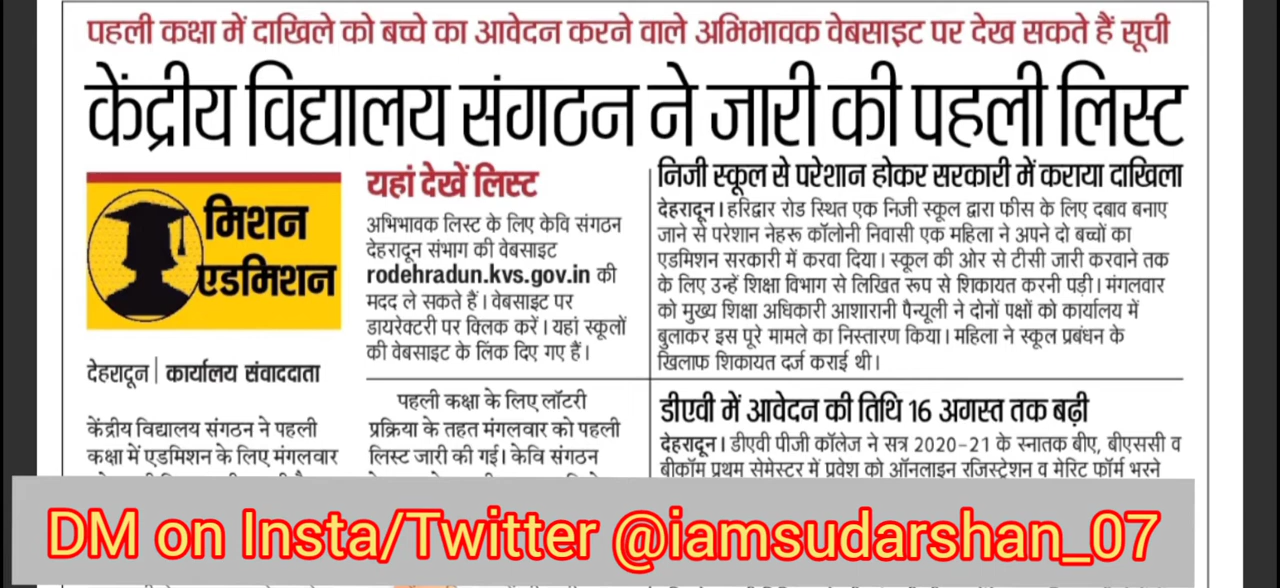 पहली कक्षा में दाखिले को बच्चे का आवेदन करने वाले अभिभावक वेबसाइट पर देख सकते हैं सूची
केंद्रीय विद्यालय संगठन ने जारी की पहली लिस्ट
मिशन
एडमिशन
देहरादून | कार्यालय संवाददाता
केंद्रीय विद्यालय संगठन ने पहली
कक्षा में एडमिशन के लिए मंगलवार
यहां देखें लिस्ट
अभिभावक लिस्ट के लिए केवि संगठन
देहरादून संभाग की वेबसाइट
rodehradun.kvs.gov.in की
मदद ले सकते हैं। वेबसाइट पर
डायरेक्टरी पर क्लिक करें। यहां स्कूलों
की वेबसाइट के लिंक दिए गए हैं।
पहली कक्षा के लिए लॉटरी
प्रक्रिया के तहत मंगलवार को पहली
लिस्ट जारी की गई। केवि संगठन
निजी स्कूल से परेशान होकर सरकारी में कराया दाखिला
देहरादून। हरिद्वार रोड स्थित एक निजी स्कूल द्वारा फीस के लिए दबाव बनाए
जाने से परेशान नेहरू कॉलोनी निवासी एक महिला ने अपने दो बच्चों का
एडमिशन सरकारी में करवा दिया। स्कूल की ओर से टीसी जारी करवाने तक
के लिए उन्हें शिक्षा विभाग से लिखित रूप से शिकायत करनी पड़ी। मंगलवार
को मुख्य शिक्षा अधिकारी आशारानी पैन्यूली ने दोनों पक्षों को कार्यालय में
बुलाकर इस पूरे मामले का निस्तारण किया। महिला ने स्कूल प्रबंधन के
खिलाफ शिकायत दर्ज कराई थी।
डीएवी में आवेदन की तिथि 16 अगस्त तक बढ़ी
देहरादून। डीएवी पीजी कॉलेज ने सत्र 2020-21 के स्नातक बीए, बीएससी व
बीकॉम प्रथम सेमेस्टर में प्रवेश को ऑनलाइन रजिस्ट्रेशन व मेरिट फॉर्म भरने
DM on Insta/Twitter @iamsudarshan_07